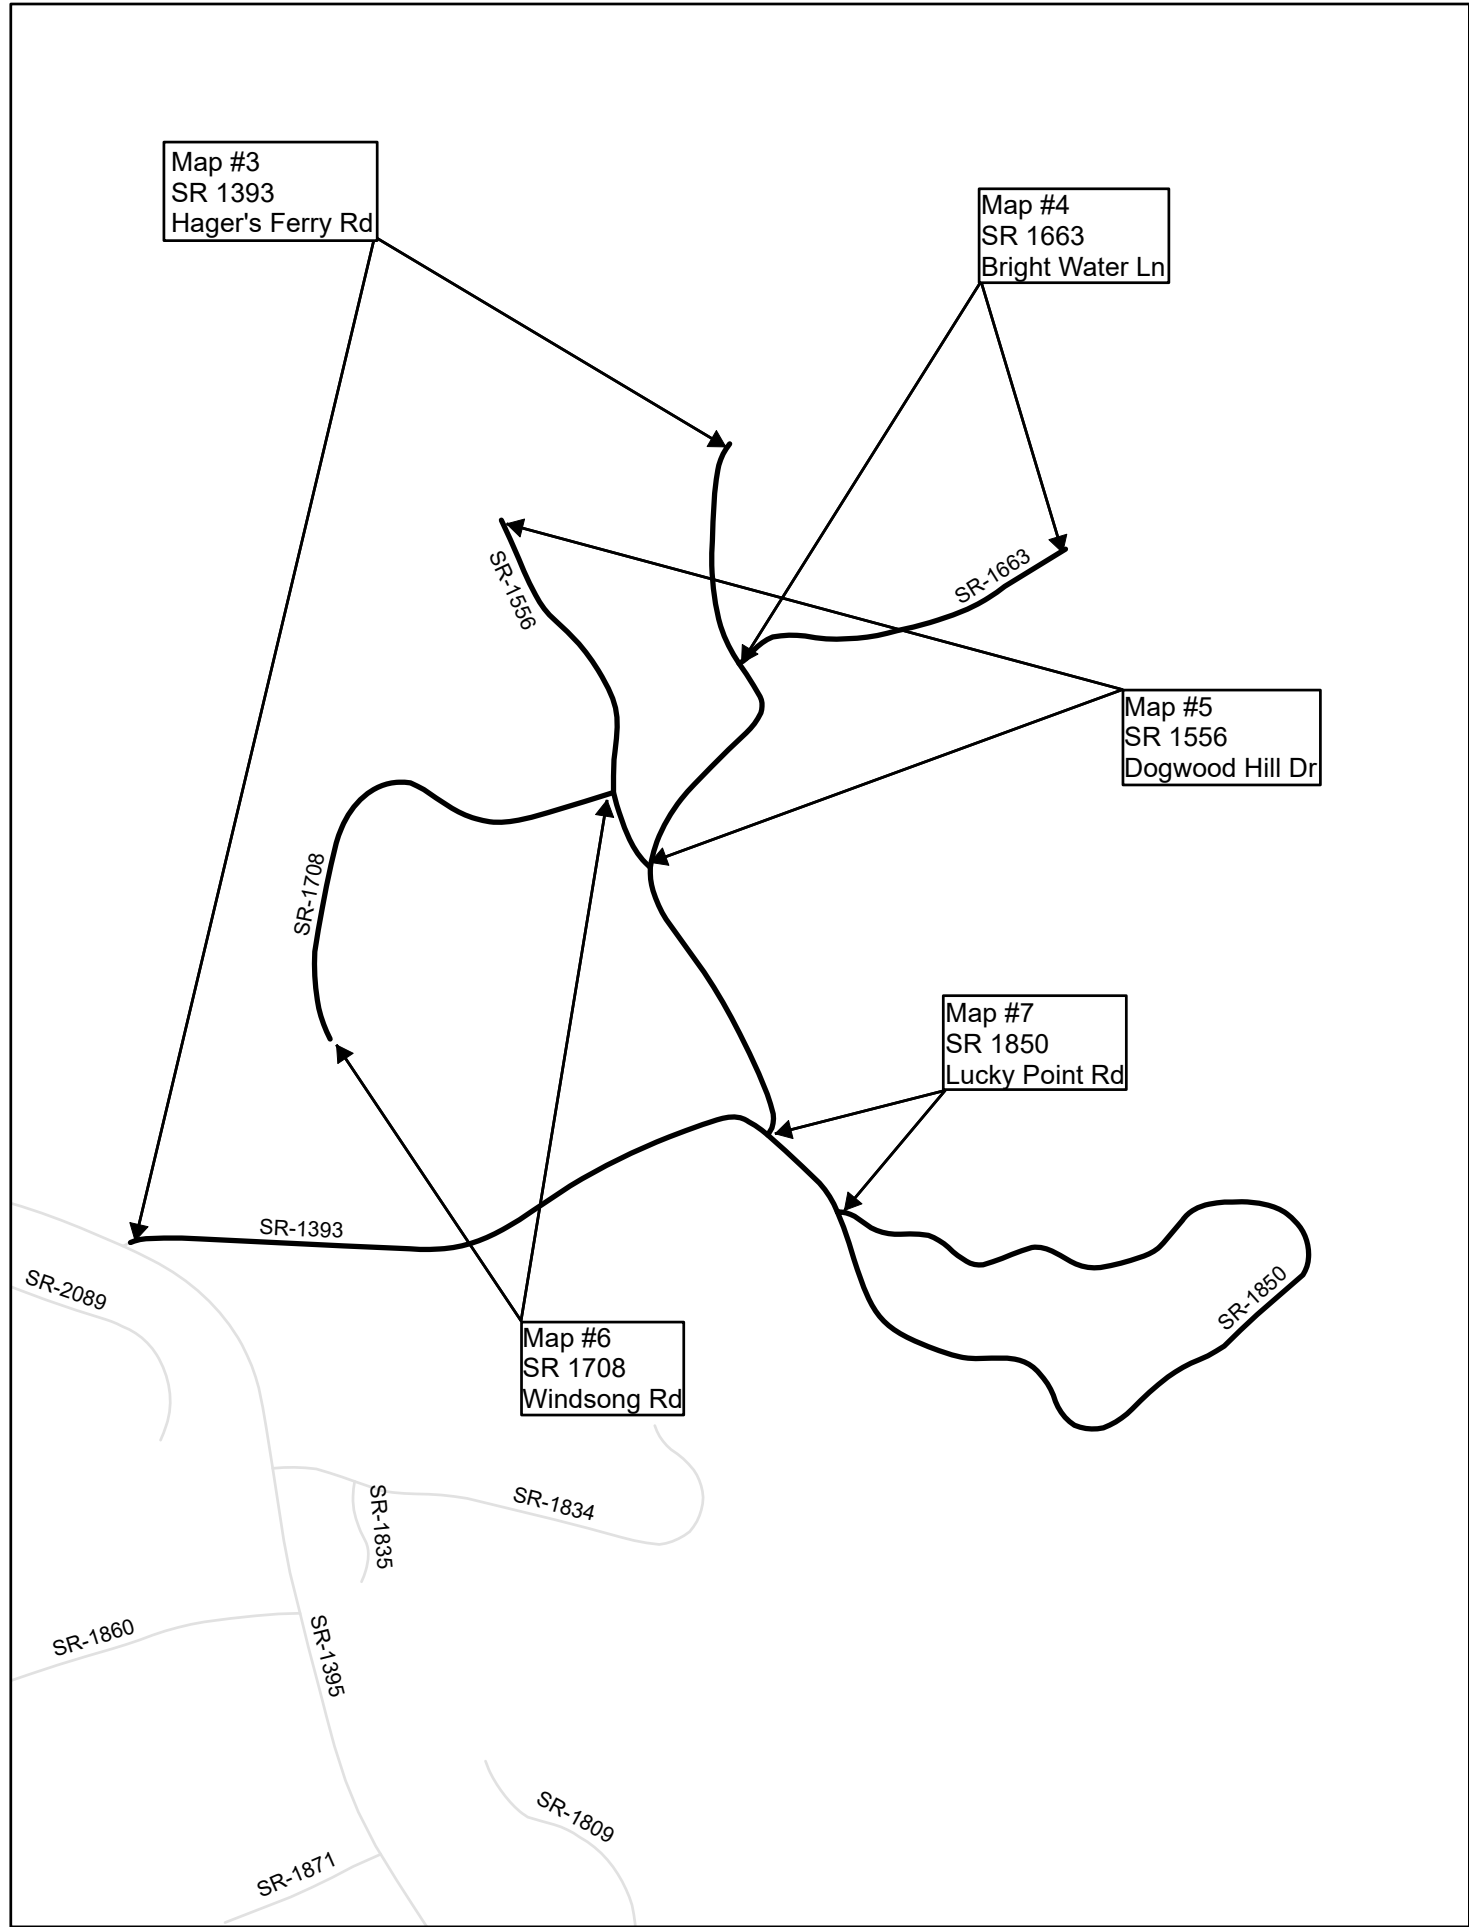 Map #3
SR 1393
Hager's Ferry Rd
Map #4
SR 1663
Bright Water Ln
SR-1556
SR-1663
Map #5
SR 1556
Dogwood Hill Dr
SR-1708
Map #7
SR 1850
Lucky Point Rd
SR-1393
SR-2089
SR-1850
Map #6
SR 1708
Windsong Rd
SR-1834
SR-1835
SR-1860
SR-1395
SR-1809
SR-1871